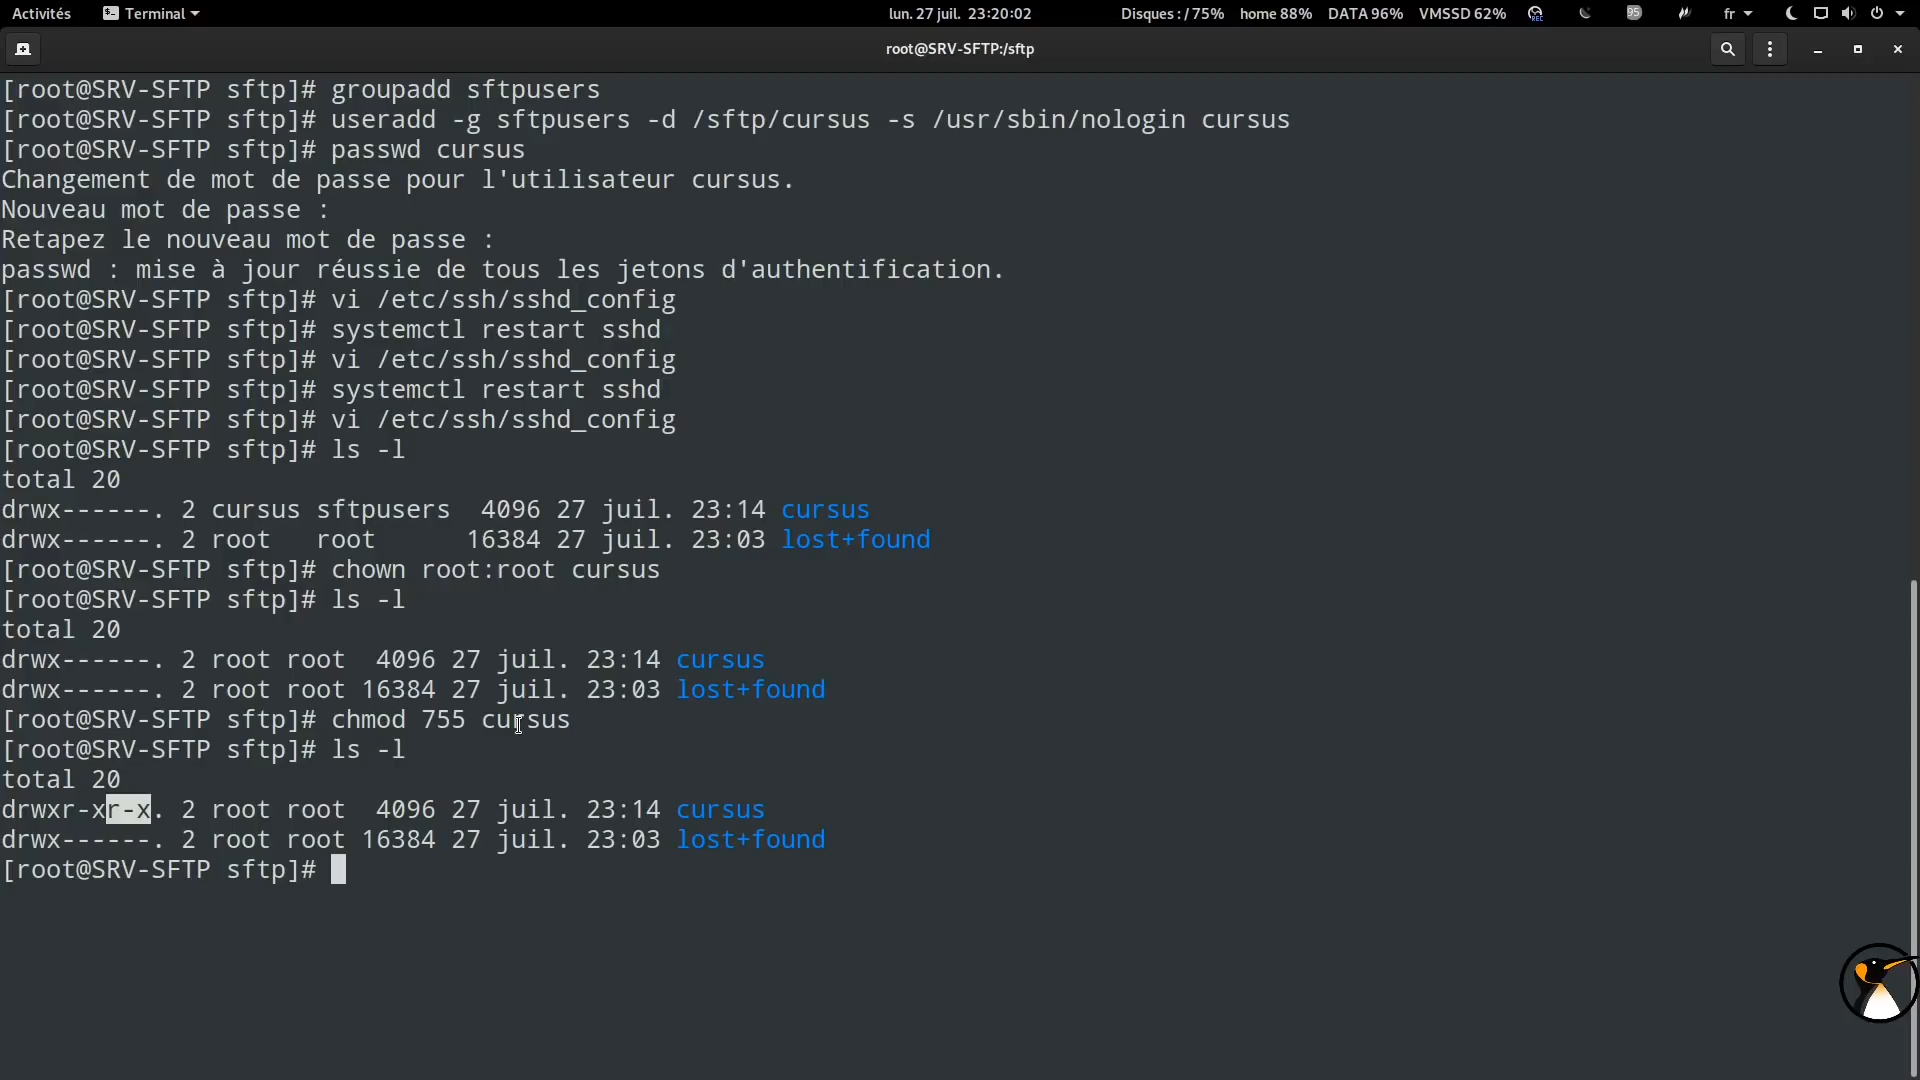 Activités Terminal lun. 27 juil. 23:20:02 Disques : / 75% home 88% DATA 96% VMSSD 62% REC 95 fr
root@SRV-SFTP:/sftp
[root@SRV-SFTP sftp]# groupadd sftpusers
[root@SRV-SFTP sftp]# useradd -g sftpusers -d /sftp/cursus -s /usr/sbin/nologin cursus
[root@SRV-SFTP sftp]# passwd cursus
Changement de mot de passe pour l'utilisateur cursus.
Nouveau mot de passe :
Retapez le nouveau mot de passe :
passwd : mise à jour réussie de tous les jetons d'authentification.
[root@SRV-SFTP sftp]# vi /etc/ssh/sshd_config
[root@SRV-SFTP sftp]# systemctl restart sshd
[root@SRV-SFTP sftp]# vi /etc/ssh/sshd_config
[root@SRV-SFTP sftp]# systemctl restart sshd
[root@SRV-SFTP sftp]# vi /etc/ssh/sshd_config
[root@SRV-SFTP sftp]# ls -l
total 20
drwx------. 2 cursus sftpusers  4096 27 juil. 23:14 cursus
drwx------. 2 root   root      16384 27 juil. 23:03 lost+found
[root@SRV-SFTP sftp]# chown root:root cursus
[root@SRV-SFTP sftp]# ls -l
total 20
drwx------. 2 root root  4096 27 juil. 23:14 cursus
drwx------. 2 root root 16384 27 juil. 23:03 lost+found
[root@SRV-SFTP sftp]# chmod 755 cursus
[root@SRV-SFTP sftp]# ls -l
total 20
drwxr-xr-x. 2 root root  4096 27 juil. 23:14 cursus
drwx------. 2 root root 16384 27 juil. 23:03 lost+found
[root@SRV-SFTP sftp]#